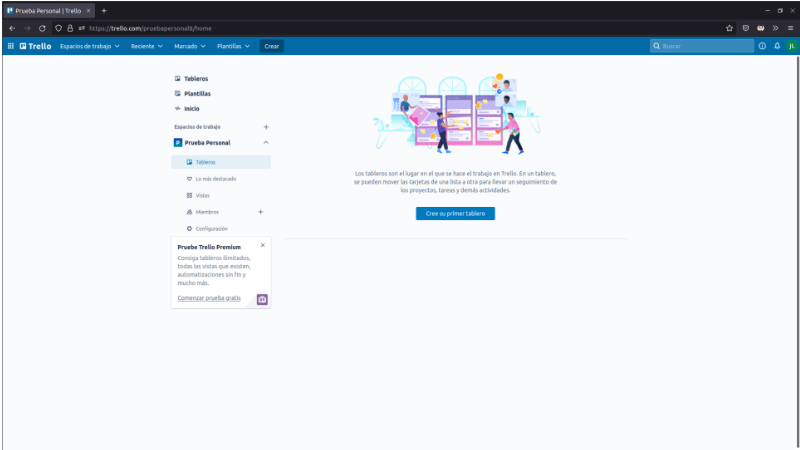 Prueba Personal | Trello
https://trello.com/pruebapersonal6/home
Trello
Espacios de trabajo
Reciente
Marcado
Plantillas
Crear
Buscar
JL
Tableros
Plantillas
Inicio
Espacios de trabajo
P Prueba Personal
Tableros
Lo más destacado
Vistas
Miembros
Configuración
Pruebe Trello Premium
Consiga tableros ilimitados,
todas las vistas que existen,
automatizaciones sin fin y
mucho más.
Comenzar prueba gratis
Los tableros son el lugar en el que se hace el trabajo en Trello. En un tablero,
se pueden mover las tarjetas de una lista a otra para llevar un seguimiento de
los proyectos, tareas y demás actividades.
Cree su primer tablero